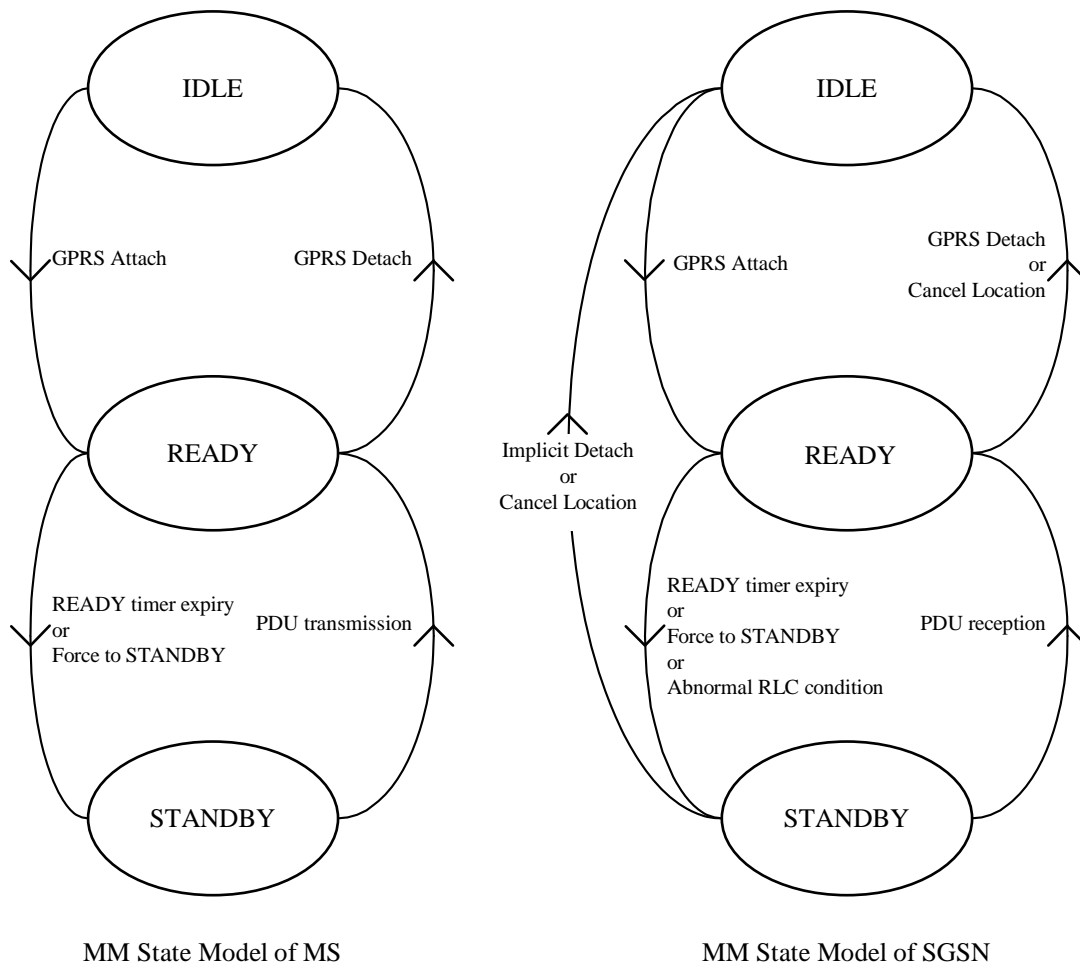 IDLE
GPRS Attach
GPRS Detach
READY
READY timer expiry
or
Force to STANDBY
PDU transmission
STANDBY
MM State Model of MS
IDLE
GPRS Attach
GPRS Detach
or
Cancel Location
Implicit Detach
or
Cancel Location
READY
READY timer expiry
or
Force to STANDBY
or
Abnormal RLC condition
PDU reception
STANDBY
MM State Model of SGSN